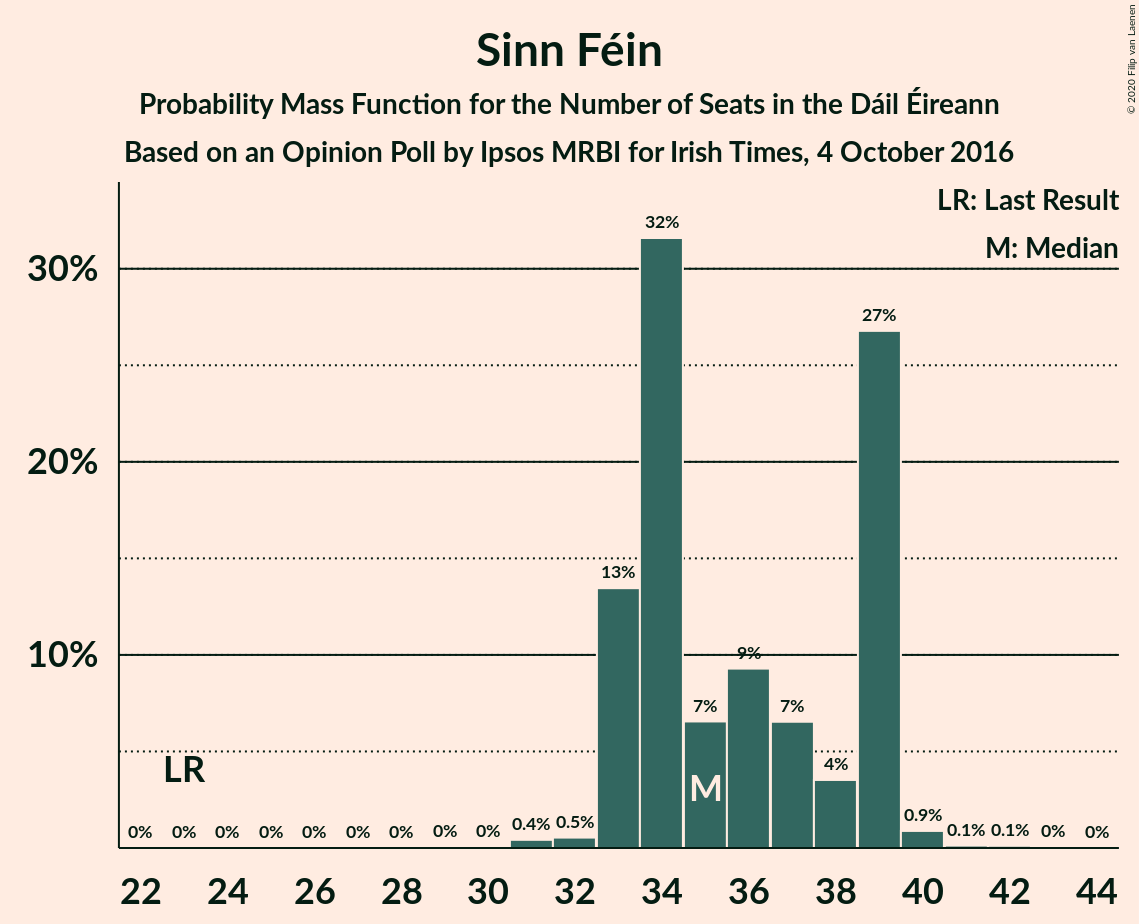 © 2020 Filip van Laenen
Sinn Féin
Probability Mass Function for the Number of Seats in the Dáil Éireann
Based on an Opinion Poll by Ipsos MRBI for Irish Times, 4 October 2016
LR: Last Result
M: Median
30%
20%
10%
32%
27%
13%
9%
7%
7%
4%
LR
M
0% 0% 0% 0% 0% 0% 0% 0% 0% 0.4% 0.5% 0.9% 0.1% 0.1% 0% 0%
22 24 26 28 30 32 34 36 38 40 42 44